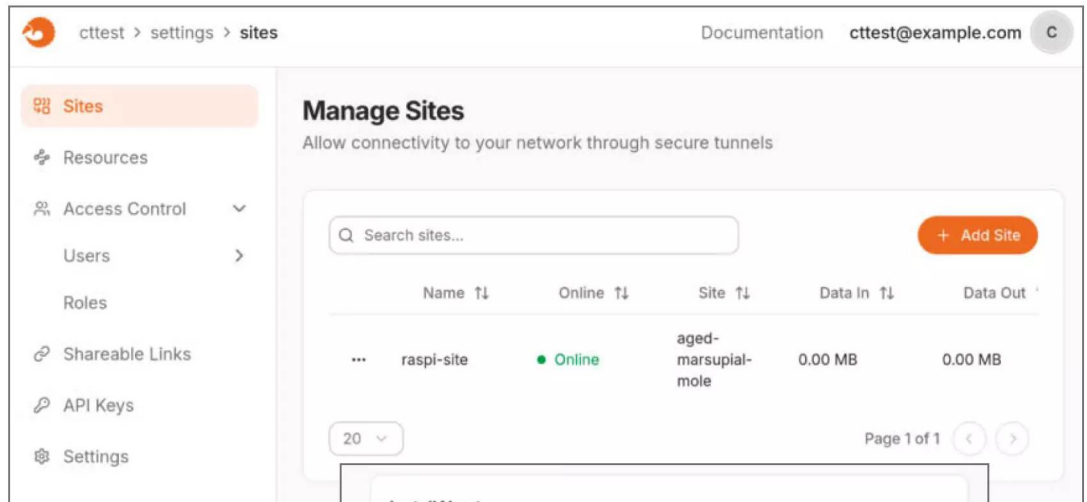 cttest > settings > sites
Documentation
cttest@example.com
C
Sites
Resources
Access Control
Users
Roles
Shareable Links
API Keys
Settings
Manage Sites
Allow connectivity to your network through secure tunnels
Search sites...
+ Add Site
Name
Online
Site
Data In
Data Out
raspi-site
Online
aged-
marsupial-
mole
0.00 MB
0.00 MB
20
Page 1 of 1